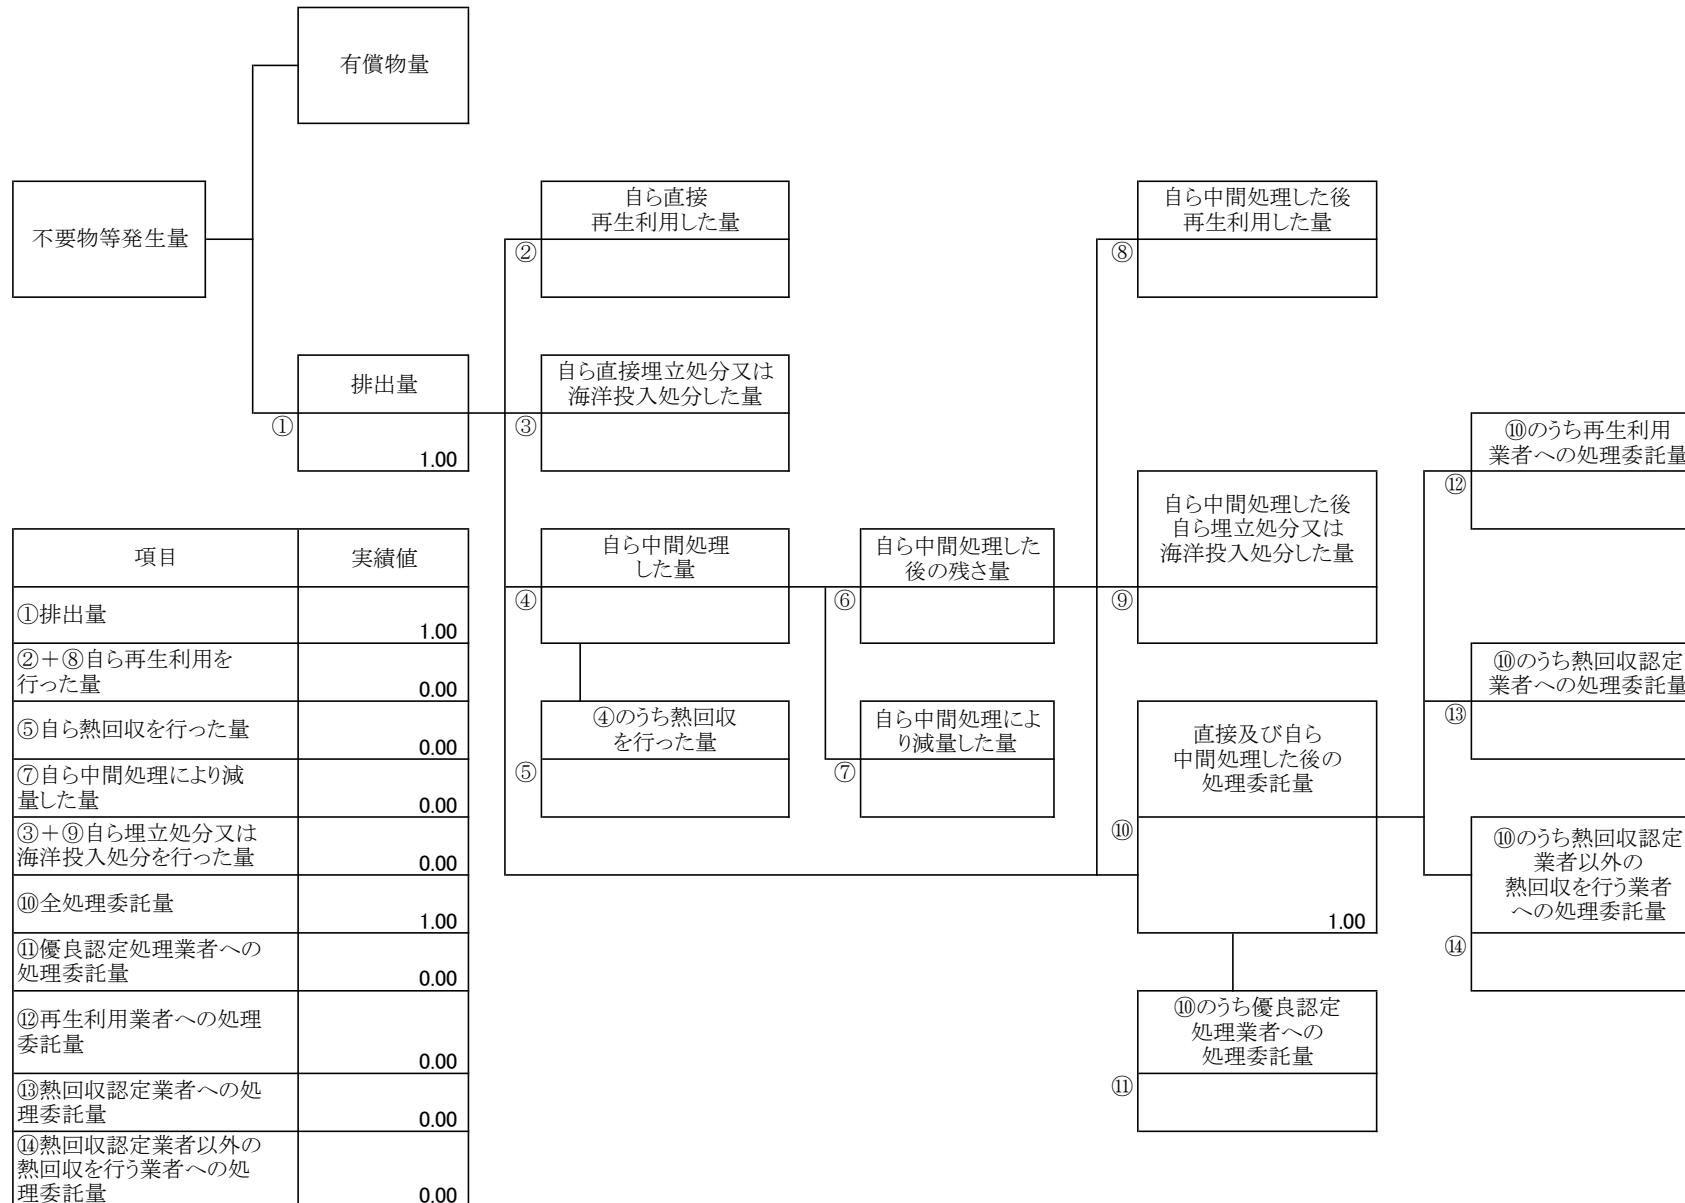 有償物量
不要物等発生量
自ら直接
再生利用した量
②
自ら中間処理した後
再生利用した量
⑧
排出量
①
1.00
自ら直接埋立処分又は
海洋投入処分した量
③
⑩のうち再生利用
業者への処理委託量
⑫
自ら中間処理
した量
④
自ら中間処理した
後の残さ量
⑥
自ら中間処理した後
自ら埋立処分又は
海洋投入処分した量
⑨
⑩のうち熱回収認定
業者への処理委託量
⑬
④のうち熱回収
を行った量
⑤
自ら中間処理によ
り減量した量
⑦
直接及び自ら
中間処理した後の
処理委託量
⑩
1.00
⑩のうち熱回収認定
業者以外の
熱回収を行う業者
への処理委託量
⑭
⑩のうち優良認定
処理業者への
処理委託量
⑪
項目 実績値
①排出量
1.00
②＋⑧自ら再生利用を
行った量 0.00
⑤自ら熱回収を行った量
0.00
⑦自ら中間処理により減
量した量 0.00
③＋⑨自ら埋立処分又は
海洋投入処分を行った量 0.00
⑩全処理委託量
1.00
⑪優良認定処理業者への
処理委託量 0.00
⑫再生利用業者への処理
委託量
0.00
⑬熱回収認定業者への処
理委託量 0.00
⑭熱回収認定業者以外の
熱回収を行う業者への処
理委託量 0.00